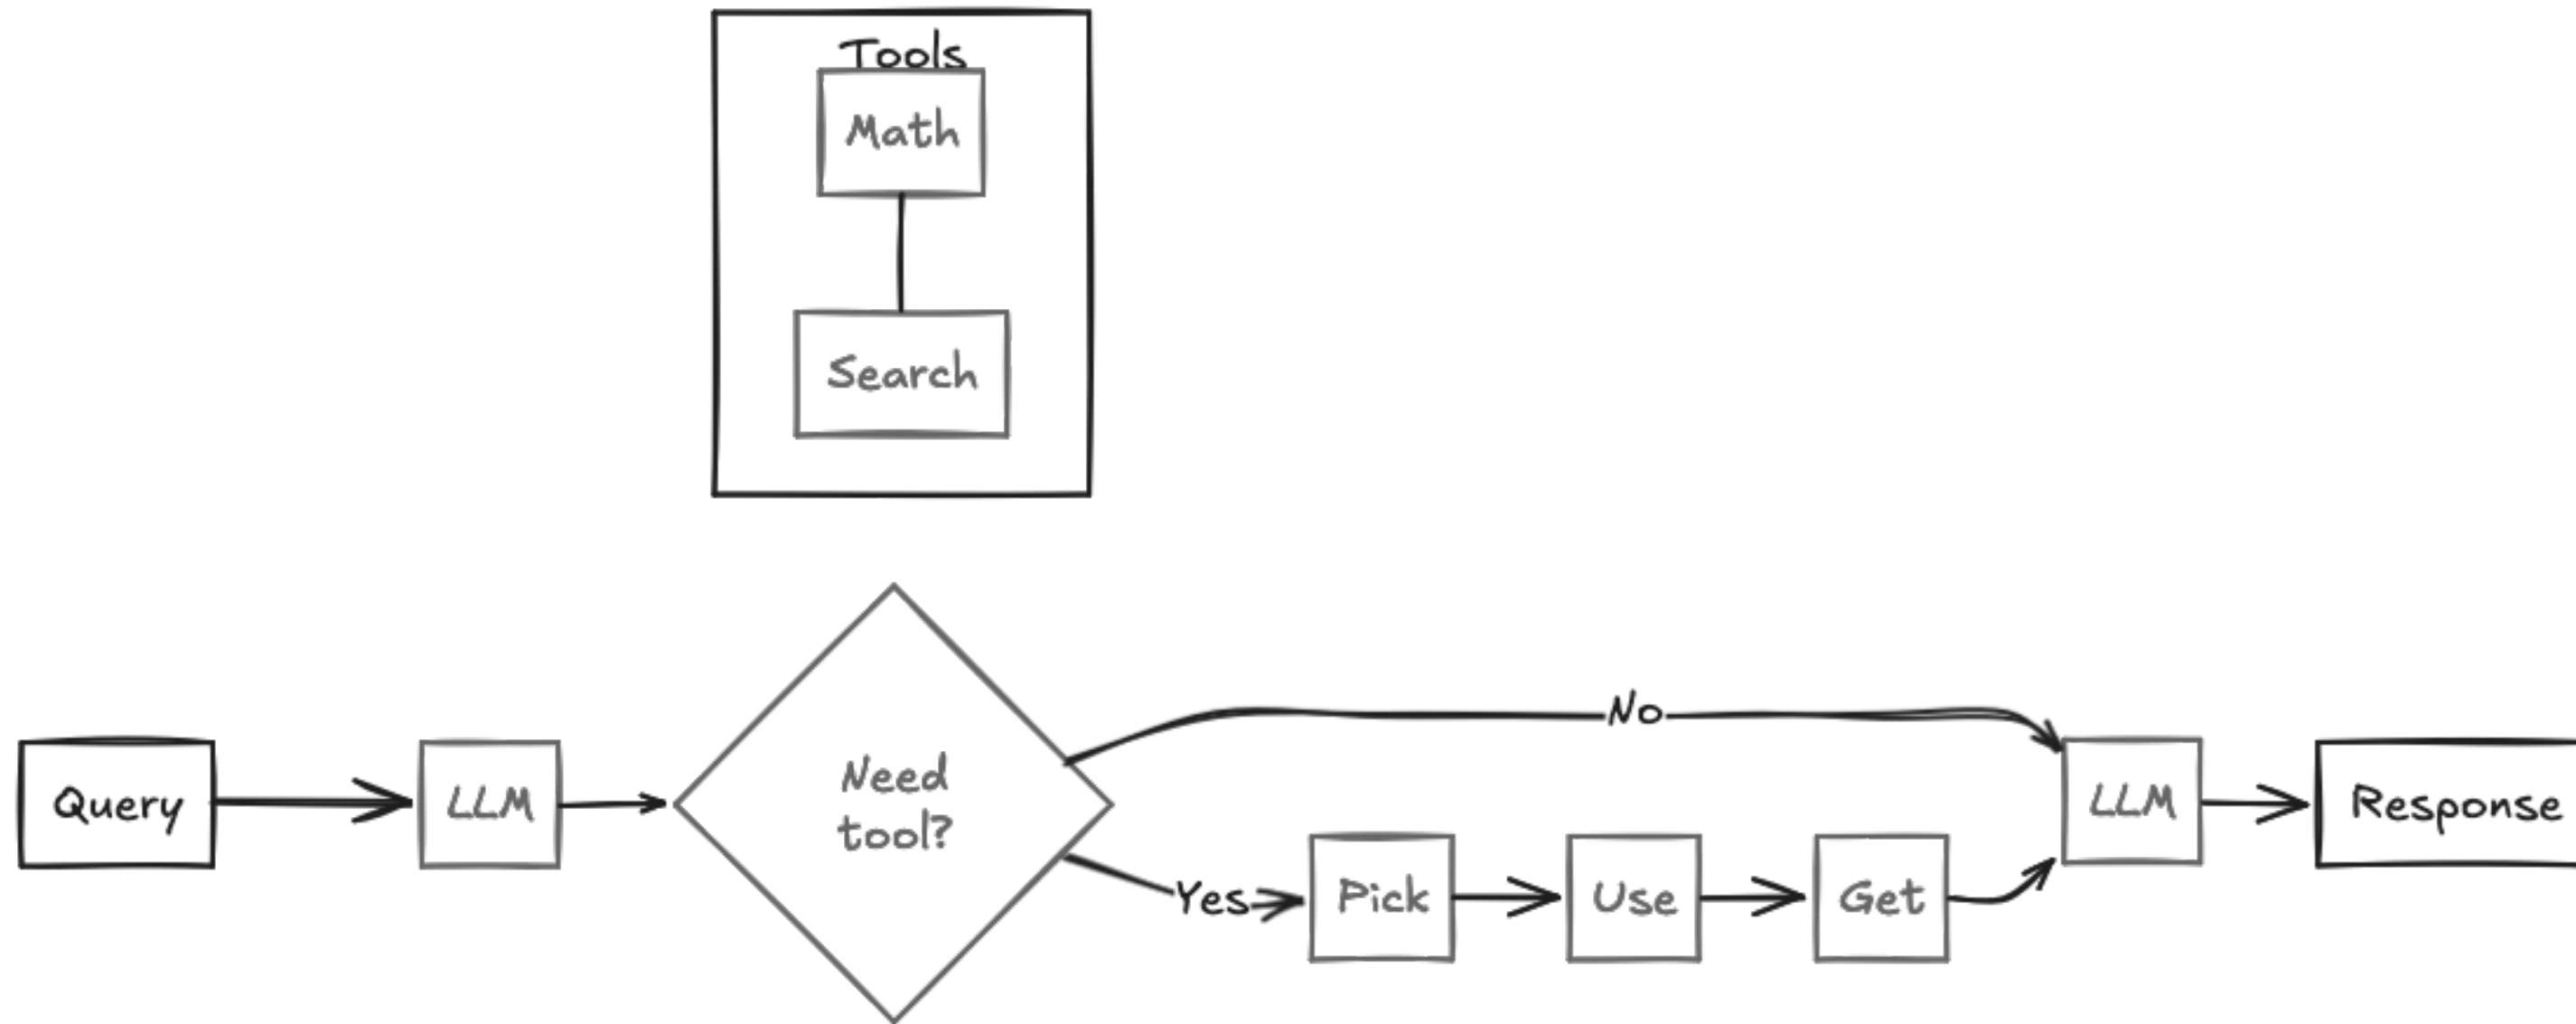 Tools
Math
Search
Query
LLM
Need
tool?
No
Yes
Pick
Use
Get
LLM
Response